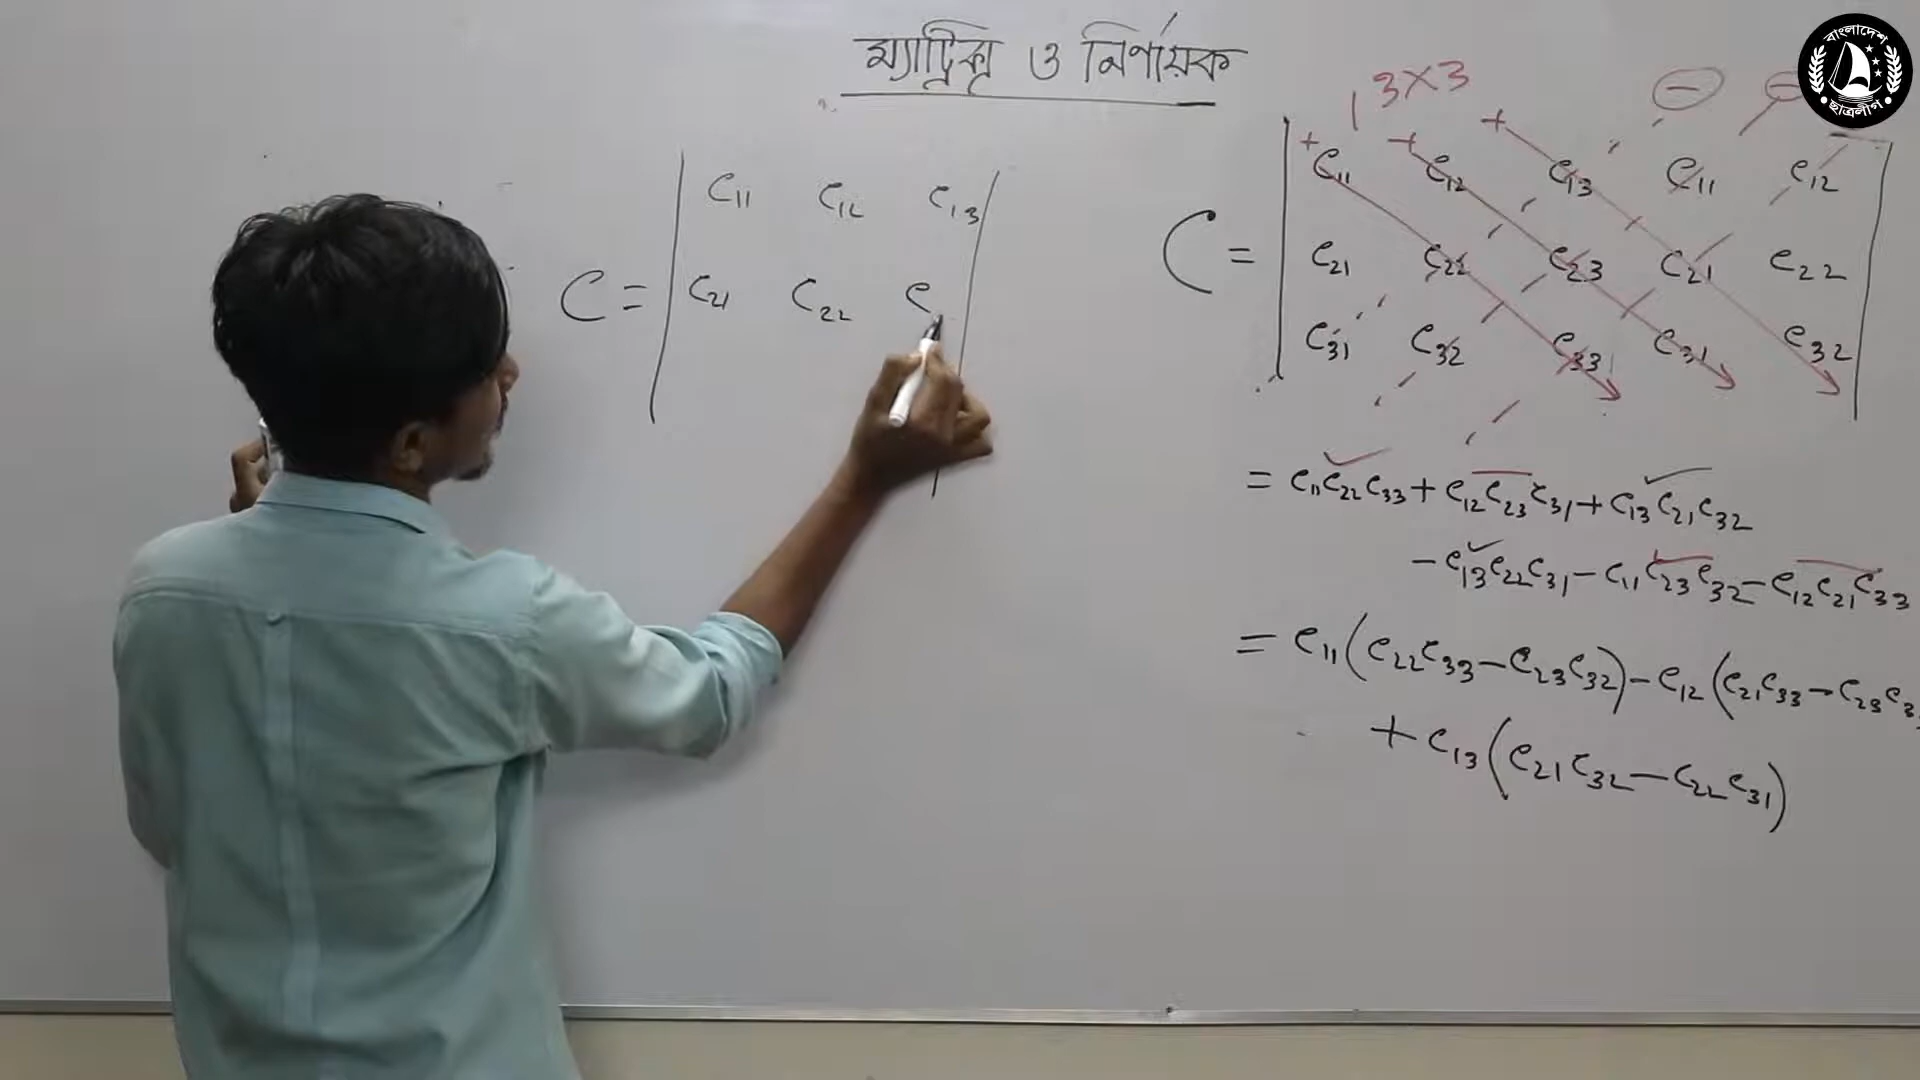 ম্যাট্রিক্স ও নির্ণায়ক
3×3
বাংলাদেশ
ছাত্রলীগ
C₁₁ C₁₂ C₁₃
C = C₂₁ C₂₂ C
+ + + − −
C₁₁ C₁₂ C₁₃ C₁₁ C₁₂
C = C₂₁ C₂₂ C₂₃ C₂₁ C₂₂
C₃₁ C₃₂ C₃₃ C₃₁ C₃₂
= C₁₁C₂₂C₃₃ + C₁₂C₂₃C₃₁ + C₁₃C₂₁C₃₂
− C₁₃C₂₂C₃₁ − C₁₁C₂₃C₃₂ − C₁₂C₂₁C₃₃
= C₁₁(C₂₂C₃₃ − C₂₃C₃₂) − C₁₂(C₂₁C₃₃ − C₂₃C₃
+ C₁₃(C₂₁C₃₂ − C₂₂C₃₁)